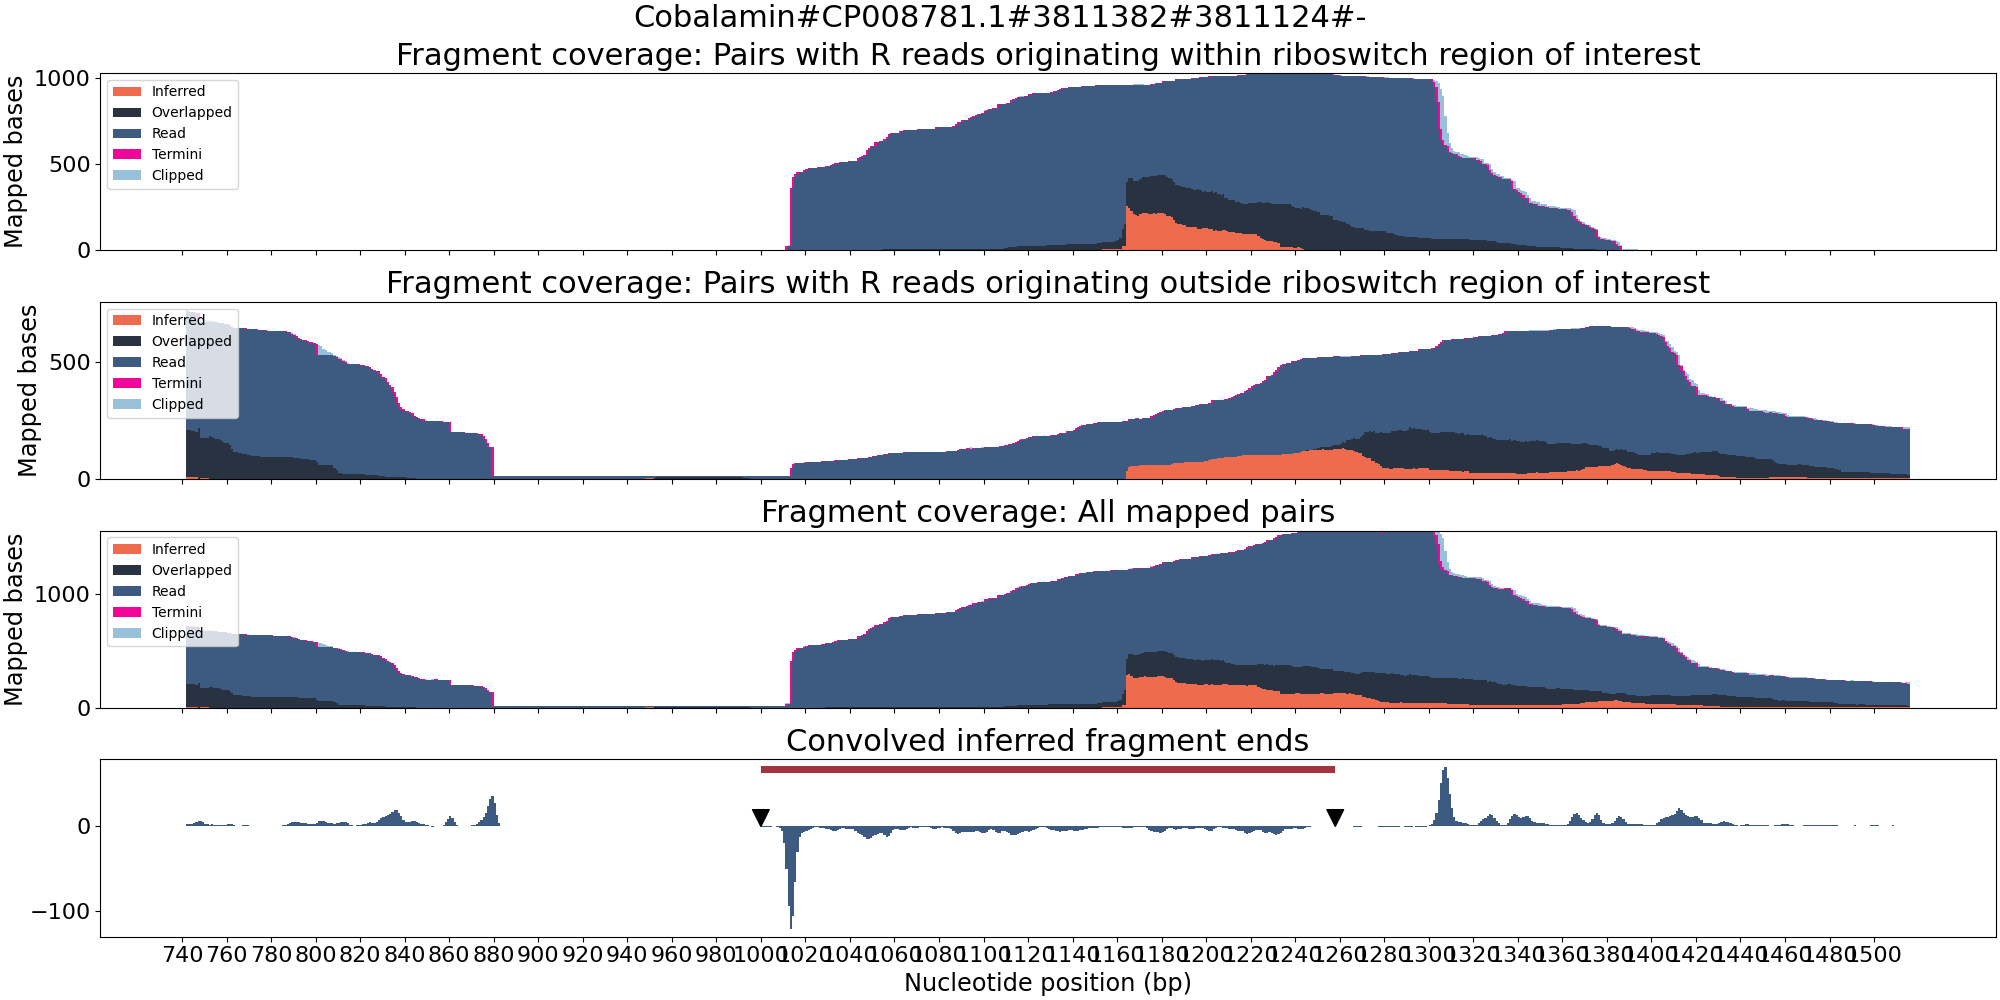 Cobalamin#CP008781.1#3811382#3811124#-
Fragment coverage: Pairs with R reads originating within riboswitch region of interest
Mapped bases
1000
500
0
Inferred
Overlapped
Read
Termini
Clipped
Fragment coverage: Pairs with R reads originating outside riboswitch region of interest
Mapped bases
500
0
Inferred
Overlapped
Read
Termini
Clipped
Fragment coverage: All mapped pairs
Mapped bases
1000
0
Inferred
Overlapped
Read
Termini
Clipped
Convolved inferred fragment ends
0
−100
740 760 780 800 820 840 860 880 900 920 940 960 980 1000 1020 1040 1060 1080 1100 1120 1140 1160 1180 1200 1220 1240 1260 1280 1300 1320 1340 1360 1380 1400 1420 1440 1460 1480 1500
Nucleotide position (bp)